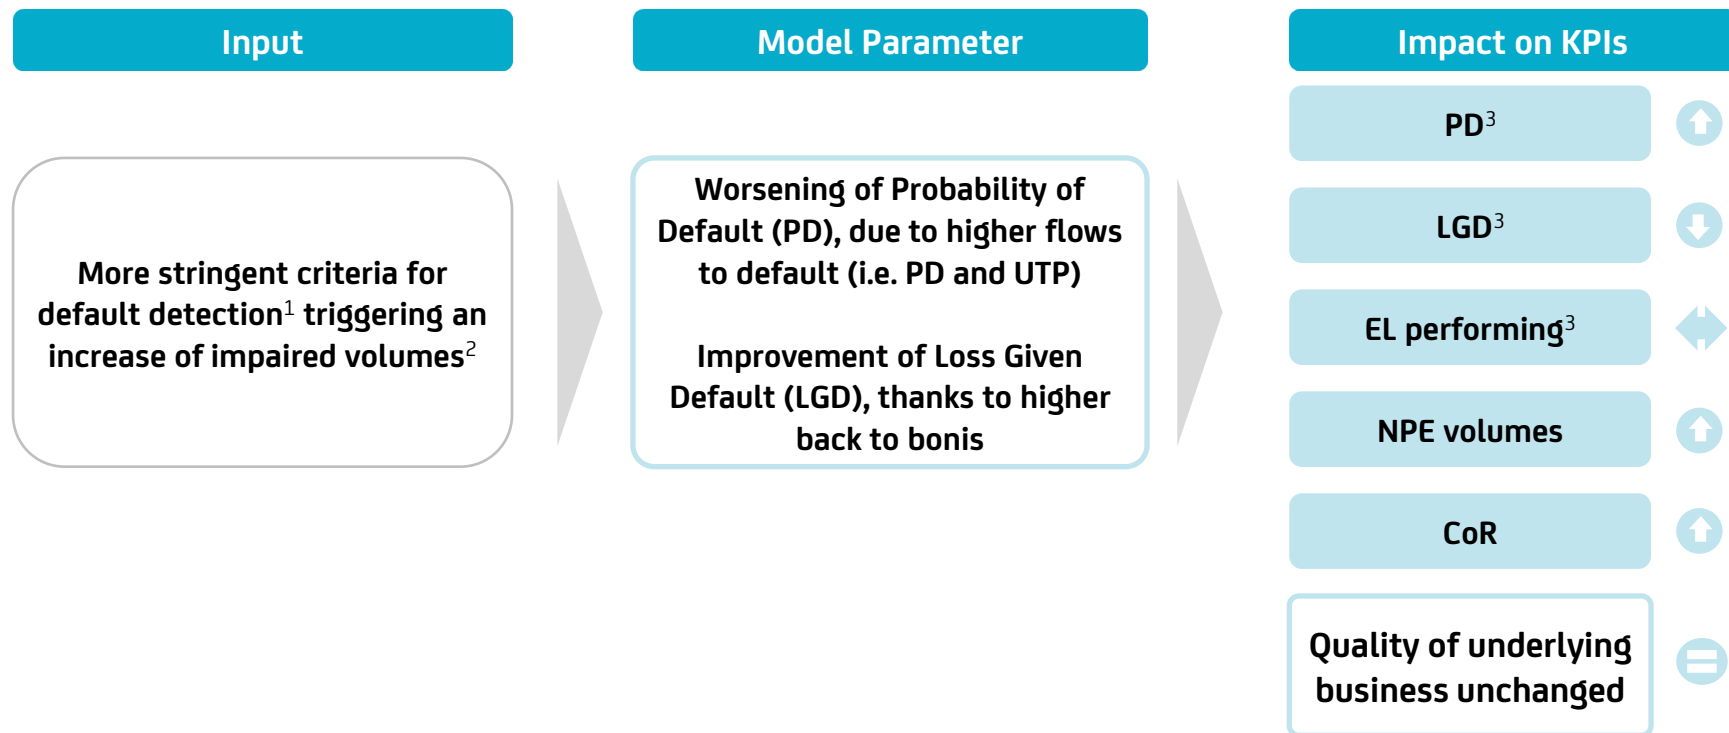 Input
More stringent criteria for
default detection1 triggering an
increase of impaired volumes2
Model Parameter
Worsening of Probability of
Default (PD), due to higher flows
to default (i.e. PD and UTP)
Improvement of Loss Given
Default (LGD), thanks to higher
back to bonis
Impact on KPIs
PD3
LGD3
EL performing3
NPE volumes
CoR
Quality of underlying
business unchanged